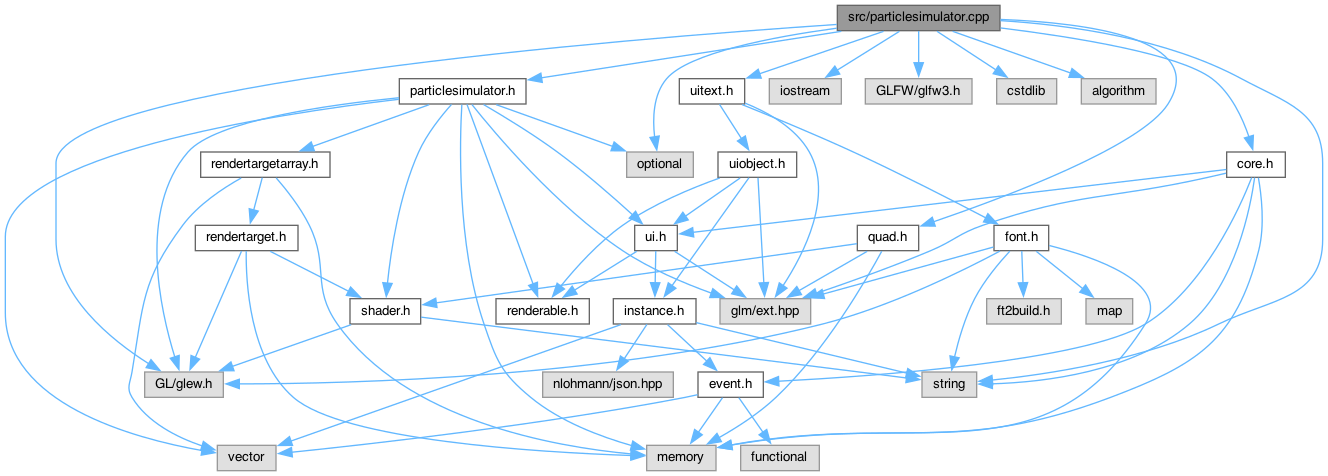 src/particlesimulator.cpp
particlesimulator.h
uitext.h
iostream
GLFW/glfw3.h
cstdlib
algorithm
rendertargetarray.h
optional
uiobject.h
core.h
rendertarget.h
ui.h
quad.h
font.h
shader.h
renderable.h
instance.h
glm/ext.hpp
ft2build.h
map
GL/glew.h
nlohmann/json.hpp
event.h
string
vector
memory
functional